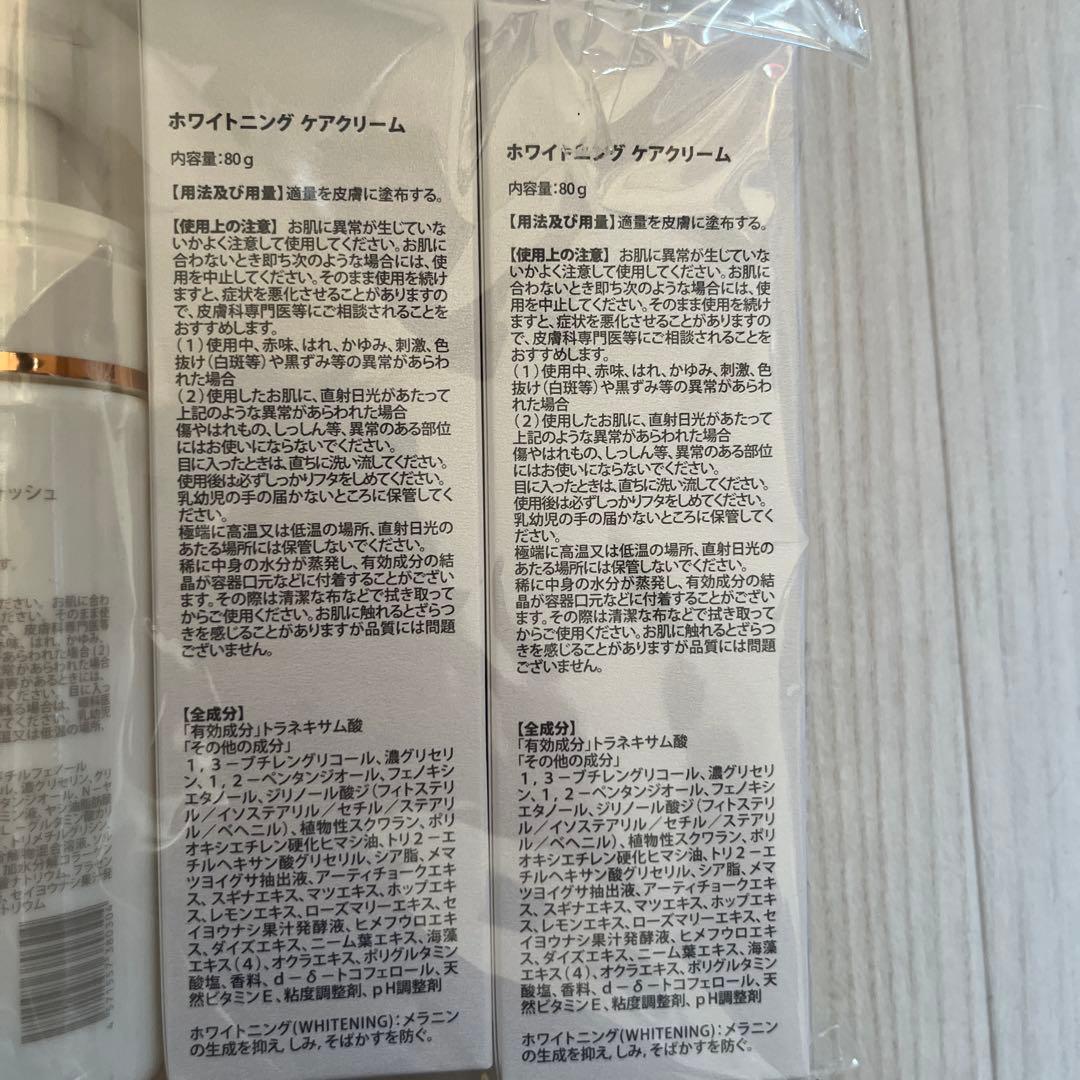 ホワイトニング ケアクリーム
内容量：80g
【用法及び用量】適量を皮膚に塗布する。
【使用上の注意】 お肌に異常が生じていな
いかよく注意して使用してください。お肌に
合わないとき即ち次のような場合には、使
用を中止してください。そのまま使用を続け
ますと、症状を悪化させることがありますの
で、皮膚科専門医等にご相談されることを
おすすめします。
（1）使用中、赤味、はれ、かゆみ、刺激、色
抜け（白斑等）や黒ずみ等の異常があらわ
れた場合
（2）使用したお肌に、直射日光があたって
上記のような異常があらわれた場合
傷やはれもの、しっしん等、異常のある部位
にはお使いにならないでください。
目に入ったときは、直ちに洗い流してください。
使用後は必ずしっかりフタをしめてください。
乳幼児の手の届かないところに保管してく
ださい。
極端に高温又は低温の場所、直射日光の
あたる場所には保管しないでください。
稀に中身の水分が蒸発し、有効成分の結
晶が容器口元などに付着することがござい
ます。その際は清潔な布などで拭き取って
からご使用ください。お肌に触れるとざらつ
きを感じることがありますが品質には問題
ございません。
【全成分】
「有効成分」トラネキサム酸
「その他の成分」
1，3－ブチレングリコール、濃グリセリ
ン、1，2－ペンタンジオール、フェノキシ
エタノール、ジリノール酸ジ（フィトステリ
ル／イソステアリル／セチル／ステアリ
ル／ベヘニル）、植物性スクワラン、ポリ
オキシエチレン硬化ヒマシ油、トリ2－エ
チルヘキサン酸グリセリル、シア脂、メマ
ツヨイグサ抽出液、アーティチョークエキ
ス、スギナエキス、マツエキス、ホップエキ
ス、レモンエキス、ローズマリーエキス、セ
イヨウナシ果汁発酵液、ヒメフウロエキ
ス、ダイズエキス、ニーム葉エキス、海藻
エキス（4）、オクラエキス、ポリグルタミン
酸塩、香料、d－δ－トコフェロール、天
然ビタミンE、粘度調整剤、pH調整剤
ホワイトニング(WHITENING)：メラニン
の生成を抑え，しみ，そばかすを防ぐ。
ホワイトニング ケアクリーム
内容量：80g
【用法及び用量】適量を皮膚に塗布する。
【使用上の注意】 お肌に異常が生じていな
いかよく注意して使用してください。お肌に
合わないとき即ち次のような場合には、使
用を中止してください。そのまま使用を続け
ますと、症状を悪化させることがありますの
で、皮膚科専門医等にご相談されることを
おすすめします。
（1）使用中、赤味、はれ、かゆみ、刺激、色
抜け（白斑等）や黒ずみ等の異常があらわ
れた場合
（2）使用したお肌に、直射日光があたって
上記のような異常があらわれた場合
傷やはれもの、しっしん等、異常のある部位
にはお使いにならないでください。
目に入ったときは、直ちに洗い流してください。
使用後は必ずしっかりフタをしめてください。
乳幼児の手の届かないところに保管してく
ださい。
極端に高温又は低温の場所、直射日光の
あたる場所には保管しないでください。
稀に中身の水分が蒸発し、有効成分の結
晶が容器口元などに付着することがござい
ます。その際は清潔な布などで拭き取って
からご使用ください。お肌に触れるとざらつ
きを感じることがありますが品質には問題
ございません。
【全成分】
「有効成分」トラネキサム酸
「その他の成分」
1，3－ブチレングリコール、濃グリセリ
ン、1，2－ペンタンジオール、フェノキシ
エタノール、ジリノール酸ジ（フィトステリ
ル／イソステアリル／セチル／ステアリ
ル／ベヘニル）、植物性スクワラン、ポリ
オキシエチレン硬化ヒマシ油、トリ2－エ
チルヘキサン酸グリセリル、シア脂、メマ
ツヨイグサ抽出液、アーティチョークエキ
ス、スギナエキス、マツエキス、ホップエキ
ス、レモンエキス、ローズマリーエキス、セ
イヨウナシ果汁発酵液、ヒメフウロエキ
ス、ダイズエキス、ニーム葉エキス、海藻
エキス（4）、オクラエキス、ポリグルタミン
酸塩、香料、d－δ－トコフェロール、天
然ビタミンE、粘度調整剤、pH調整剤
ホワイトニング(WHITENING)：メラニン
の生成を抑え，しみ，そばかすを防ぐ。